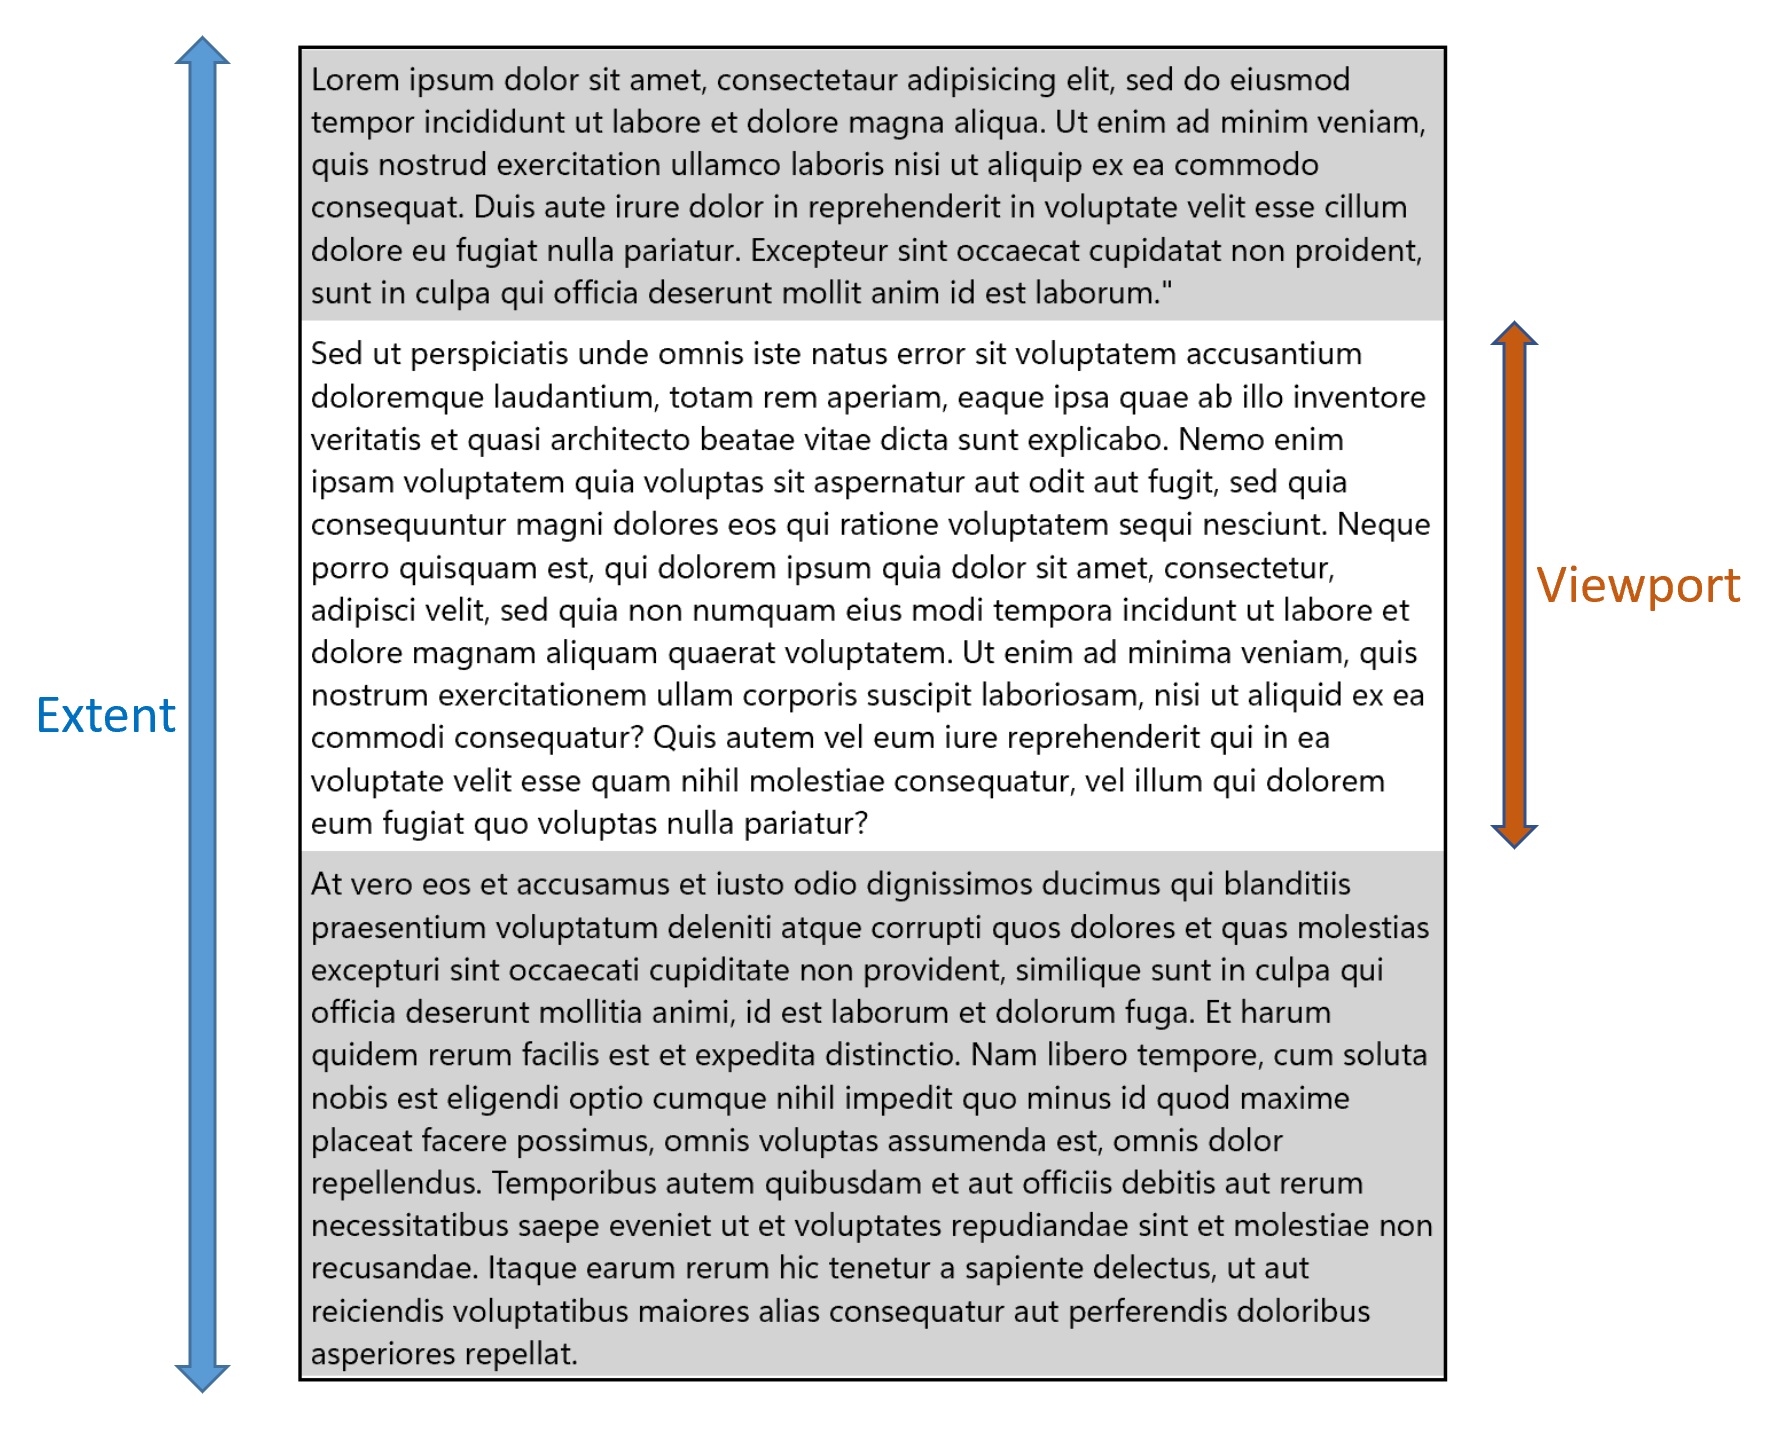 Lorem ipsum dolor sit amet, consectetaur adipisicing elit, sed do eiusmod
tempor incididunt ut labore et dolore magna aliqua. Ut enim ad minim veniam,
quis nostrud exercitation ullamco laboris nisi ut aliquip ex ea commodo
consequat. Duis aute irure dolor in reprehenderit in voluptate velit esse cillum
dolore eu fugiat nulla pariatur. Excepteur sint occaecat cupidatat non proident,
sunt in culpa qui officia deserunt mollit anim id est laborum."
Sed ut perspiciatis unde omnis iste natus error sit voluptatem accusantium
doloremque laudantium, totam rem aperiam, eaque ipsa quae ab illo inventore
veritatis et quasi architecto beatae vitae dicta sunt explicabo. Nemo enim
ipsam voluptatem quia voluptas sit aspernatur aut odit aut fugit, sed quia
consequuntur magni dolores eos qui ratione voluptatem sequi nesciunt. Neque
porro quisquam est, qui dolorem ipsum quia dolor sit amet, consectetur,
adipisci velit, sed quia non numquam eius modi tempora incidunt ut labore et
dolore magnam aliquam quaerat voluptatem. Ut enim ad minima veniam, quis
nostrum exercitationem ullam corporis suscipit laboriosam, nisi ut aliquid ex ea
commodi consequatur? Quis autem vel eum iure reprehenderit qui in ea
voluptate velit esse quam nihil molestiae consequatur, vel illum qui dolorem
eum fugiat quo voluptas nulla pariatur?
At vero eos et accusamus et iusto odio dignissimos ducimus qui blanditiis
praesentium voluptatum deleniti atque corrupti quos dolores et quas molestias
excepturi sint occaecati cupiditate non provident, similique sunt in culpa qui
officia deserunt mollitia animi, id est laborum et dolorum fuga. Et harum
quidem rerum facilis est et expedita distinctio. Nam libero tempore, cum soluta
nobis est eligendi optio cumque nihil impedit quo minus id quod maxime
placeat facere possimus, omnis voluptas assumenda est, omnis dolor
repellendus. Temporibus autem quibusdam et aut officiis debitis aut rerum
necessitatibus saepe eveniet ut et voluptates repudiandae sint et molestiae non
recusandae. Itaque earum rerum hic tenetur a sapiente delectus, ut aut
reiciendis voluptatibus maiores alias consequatur aut perferendis doloribus
asperiores repellat.
Extent
Viewport